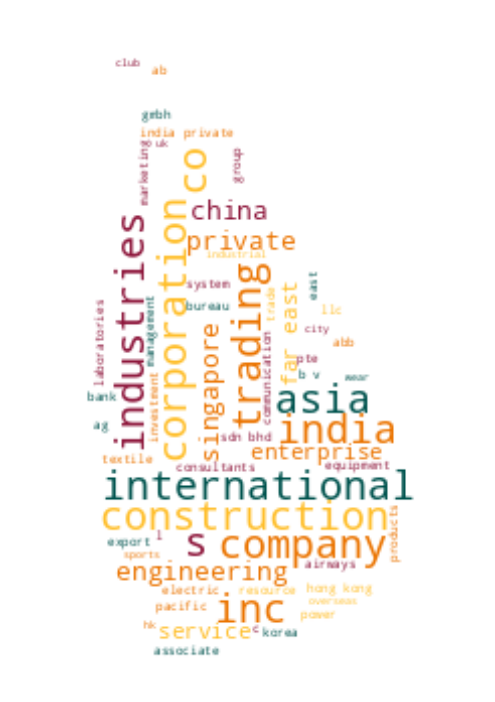 club
ab
gmbh
india private
uk
marketing
co
group
china
industries
corporation
private
industrial
trading
system
east
bureau
trade
far east
llc
laboratories
management
singapore
communication
city
abb
pte
b v
wear
investment
bank
asia
ag
india
sdn bhd
enterprise
textile
consultants
equipment
international
construction
products
l
export
s
company
sports
airways
engineering
electric
resource
hong kong
pacific
inc
overseas
power
hk
service
c
korea
associate